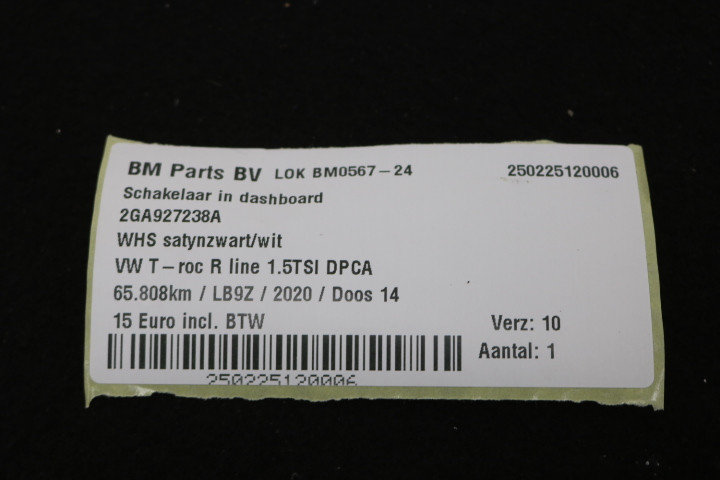 BM Parts BV LOK BM0567-24 250225120006
Schakelaar in dashboard
2GA927238A
WHS satynzwart/wit
VW T-roc R line 1.5TSI DPCA
65.808km / LB9Z / 2020 / Doos 14
15 Euro incl. BTW Verz: 10
Aantal: 1
250225120006